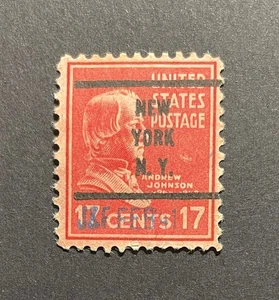 UNITED
STATES
POSTAGE
NEW
YORK
N.Y.
ANDREW
JOHNSON
17 CENTS 17